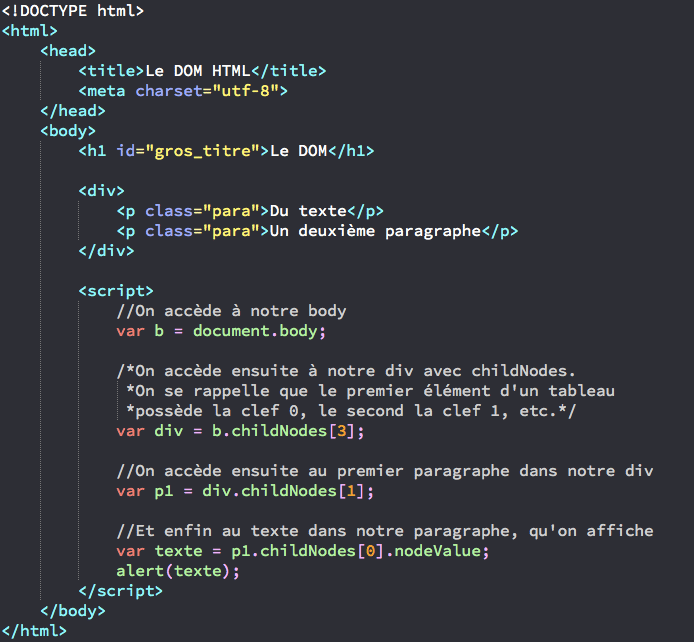 <!DOCTYPE html>
<html>
    <head>
        <title>Le DOM HTML</title>
        <meta charset="utf-8">
    </head>
    <body>
        <h1 id="gros_titre">Le DOM</h1>

        <div>
            <p class="para">Du texte</p>
            <p class="para">Un deuxième paragraphe</p>
        </div>

        <script>
            //On accède à notre body
            var b = document.body;

            /*On accède ensuite à notre div avec childNodes.
             *On se rappelle que le premier élément d'un tableau
             *possède la clef 0, le second la clef 1, etc.*/
            var div = b.childNodes[3];

            //On accède ensuite au premier paragraphe dans notre div
            var p1 = div.childNodes[1];

            //Et enfin au texte dans notre paragraphe, qu'on affiche
            var texte = p1.childNodes[0].nodeValue;
            alert(texte);
        </script>
    </body>
</html>